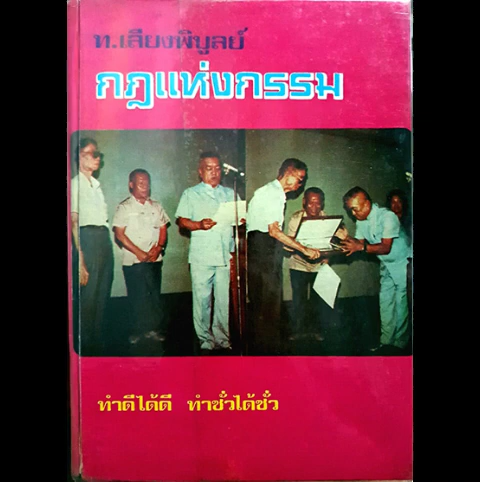 ท.เลียงพิบูลย์
กฎแห่งกรรม
ทำดีได้ดี ทำชั่วได้ชั่ว